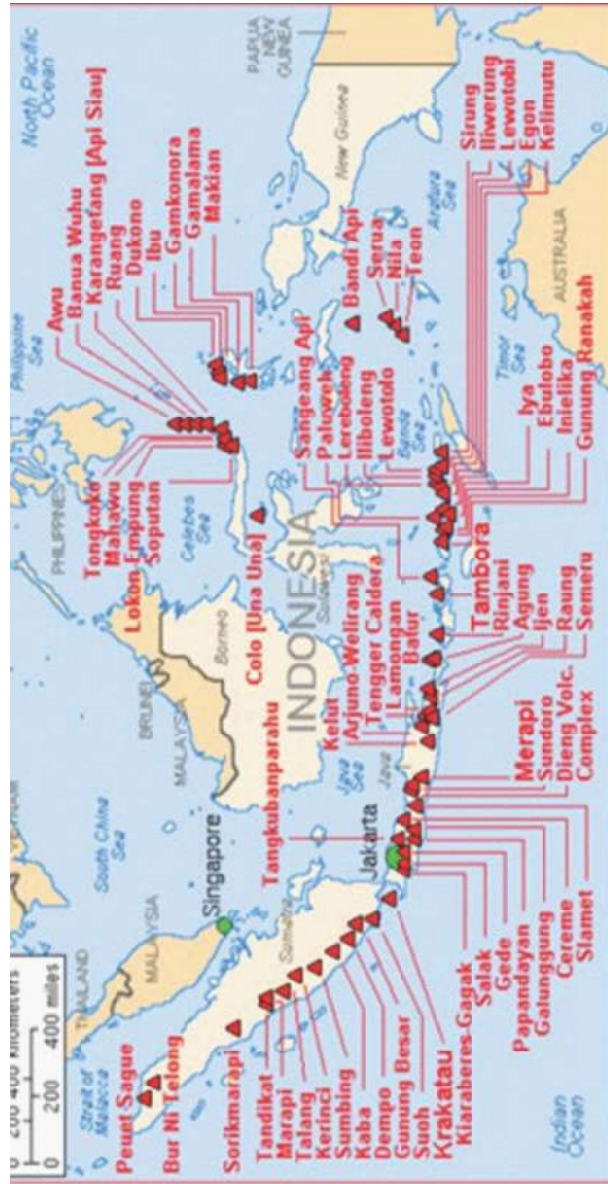 0 200 400 kilometers
0 200 400 miles
THAILAND
Strait of
Malacca
MALAYSIA
South China
Sea
Singapore
Sumatra
PHILIPPINES
BRUNEI
MALAYSIA
Borneo
Celebes
Sea
Philippine
Sea
North Pacific
Ocean
PAPUA
NEW
GUINEA
New Guinea
INDONESIA
Sulawesi
Java
Sea
Java
Jakarta
Banda
Sea
Arafura
Sea
Timor
Sea
AUSTRALIA
Indian
Ocean
Peuet Sague
Bur Ni Telong
Sorikmarapi
Tandikat
Marapi
Talang
Kerinci
Sumbing
Kaba
Dempo
Gunung Besar
Suoh
Krakatau
Kiaraberes-Gagak
Salak
Gede
Papandayan
Galunggung
Cereme
Slamet
Tangkubanparahu
Merapi
Sundoro
Dieng Volc.
Complex
Kelut
Arjuno-Welirang
Tengger Caldera
Lamongan
Batur
Tambora
Rinjani
Agung
Ijen
Raung
Semeru
Sangeang Api
Paluweh
Lereboleng
Iliboleng
Lewotolo
Iya
Ebulobo
Inielika
Gunung Ranakah
Sirung
Iliwerung
Lewotobi
Egon
Kelimutu
Colo [Una Una]
Tongkoko
Mahawu
Lokon Empung
Soputan
Awu
Banua Wuhu
Karangetang [Api Siau]
Ruang
Dukono
Ibu
Gamkonora
Gamalama
Makian
Bandi Api
Serua
Nila
Teon